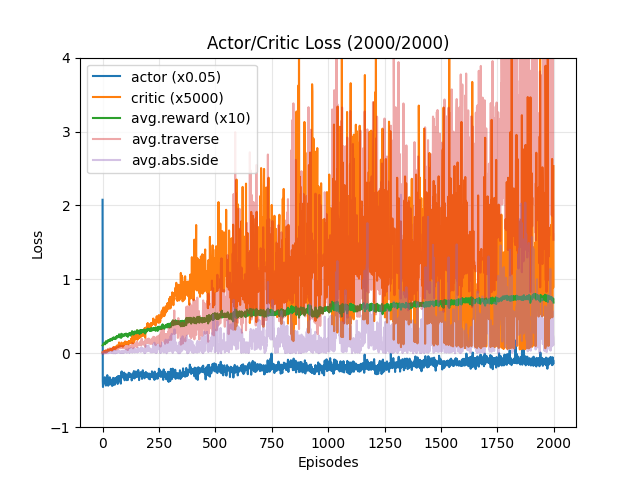 Actor/Critic Loss (2000/2000)
actor (x0.05)
critic (x5000)
avg.reward (x10)
avg.traverse
avg.abs.side
Loss
4
3
2
1
0
−1
0 250 500 750 1000 1250 1500 1750 2000
Episodes